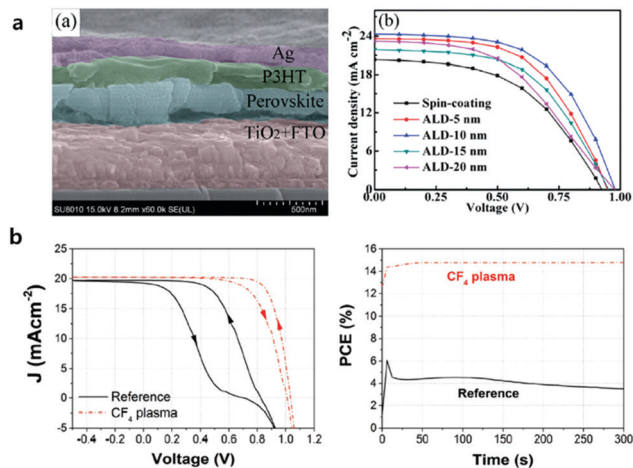 a
(a)
Ag
P3HT
Perovskite
TiO2+FTO
SU8010 15.0kV 8.2mm x60.0k SE(UL)
500nm
(b)
Current density (mA cm-2)
24
18
12
6
0
Spin-coating
ALD-5 nm
ALD-10 nm
ALD-15 nm
ALD-20 nm
0.00 0.25 0.50 0.75 1.00
Voltage (V)
b
J (mAcm-2)
25
20
15
10
5
0
-5
Reference
CF4 plasma
-0.4 -0.2 0.0 0.2 0.4 0.6 0.8 1.0 1.2
Voltage (V)
PCE (%)
16
14
12
10
8
6
4
2
0
CF4 plasma
Reference
0 50 100 150 200 250 300
Time (s)